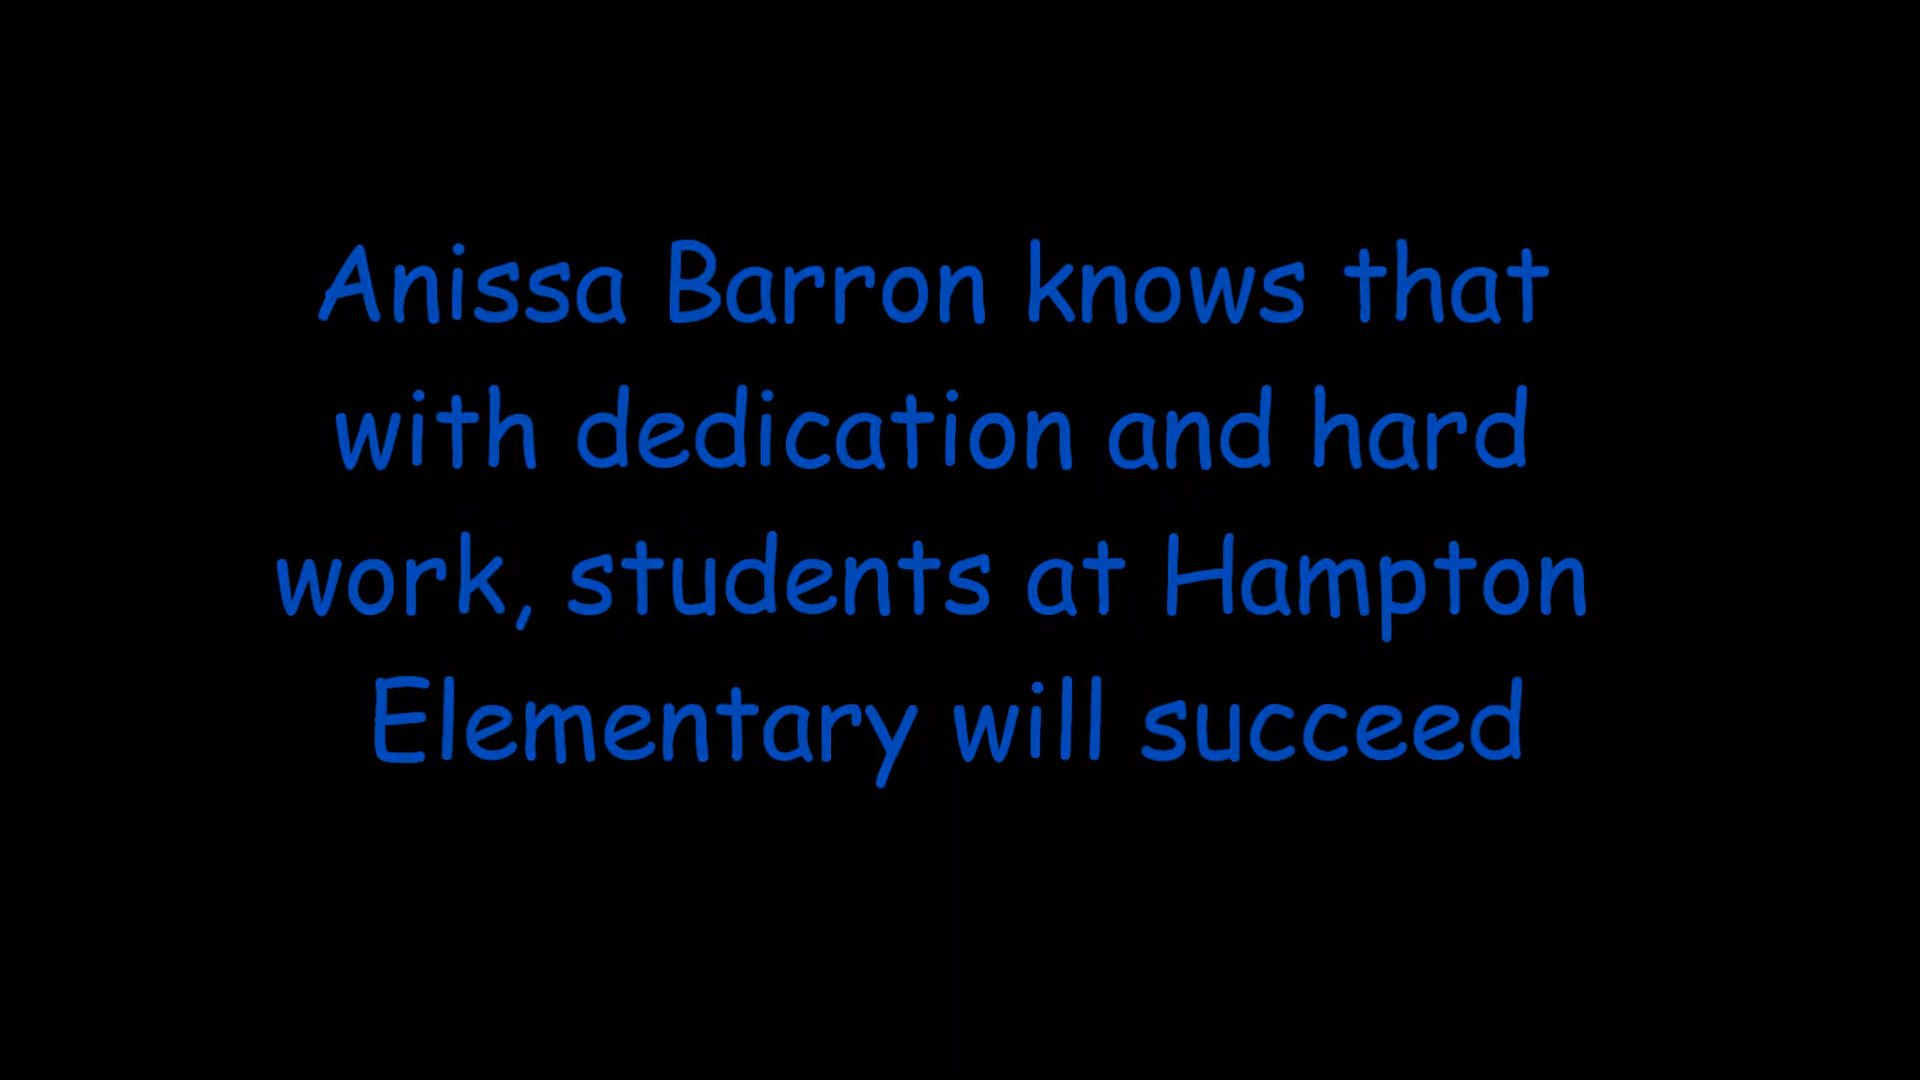 Anissa Barron knows that
with dedication and hard
work, students at Hampton
Elementary will succeed